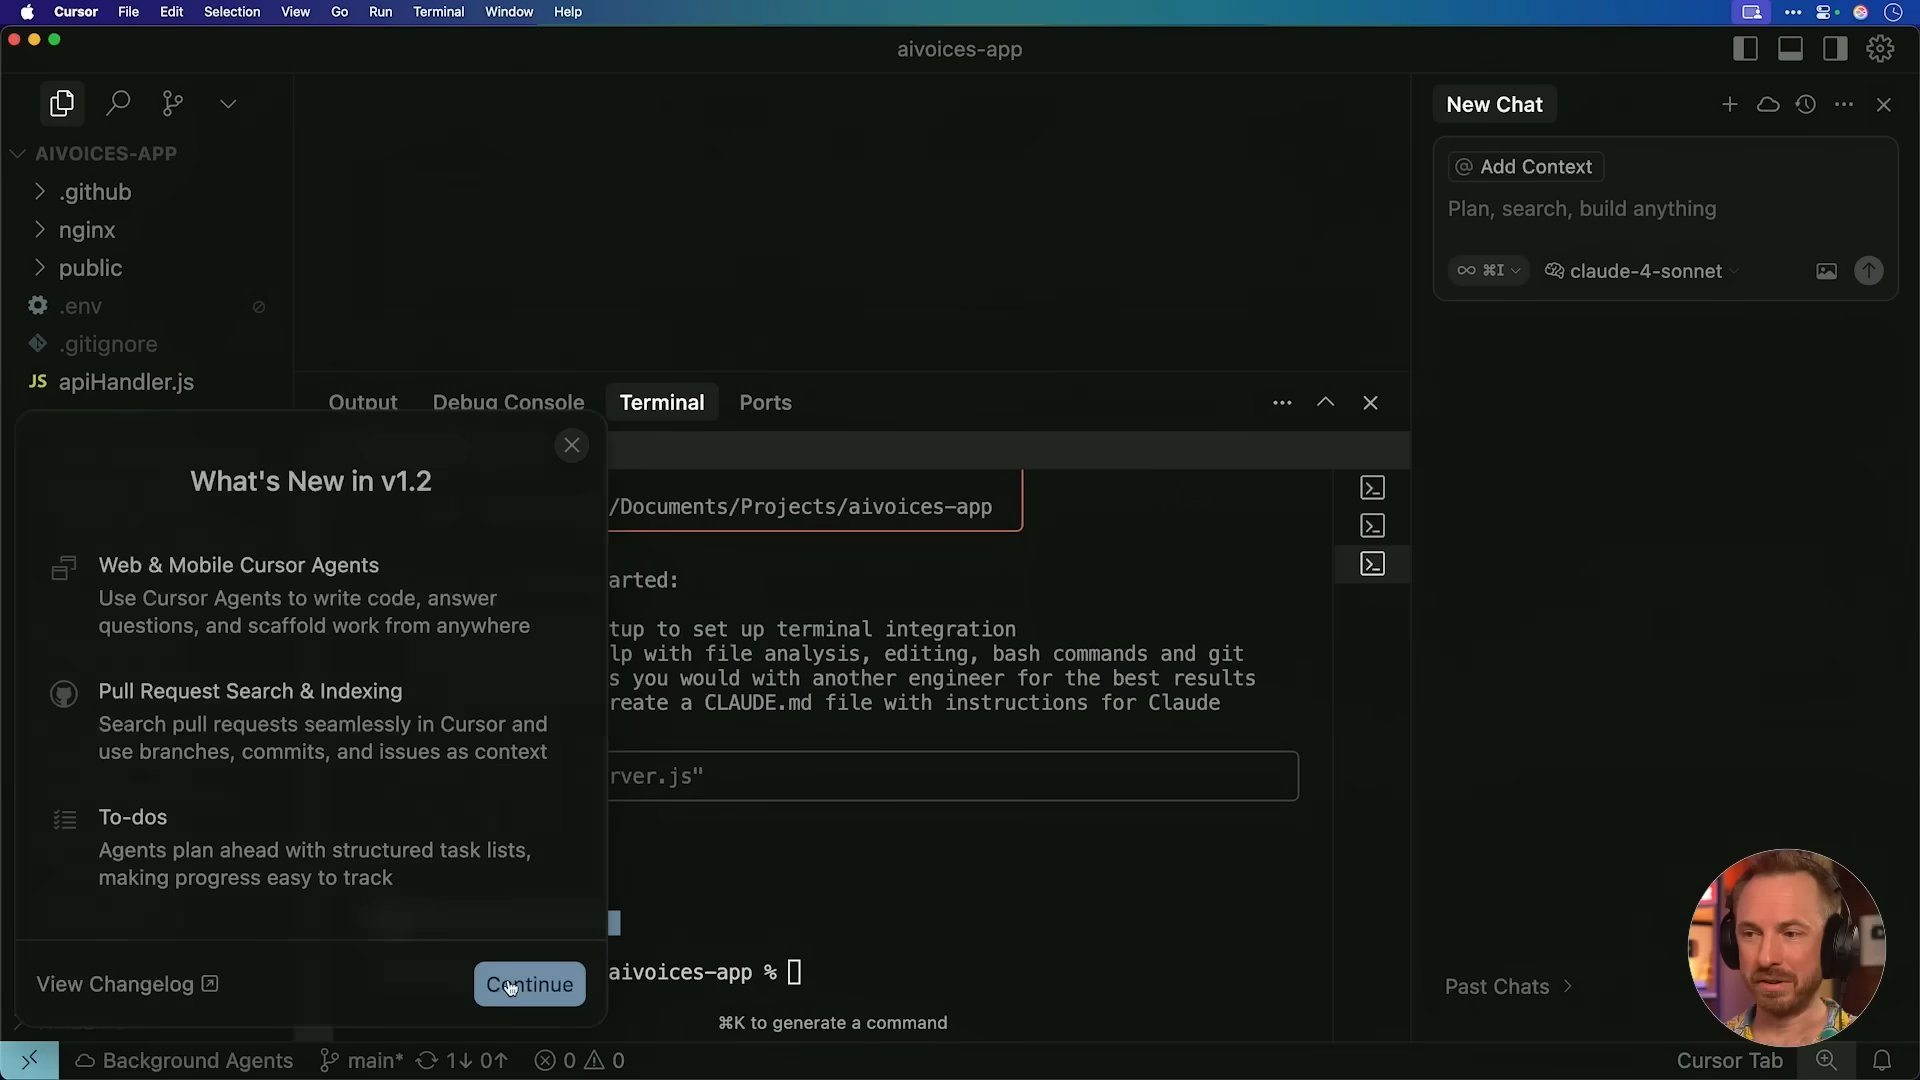 Cursor File Edit Selection View Go Run Terminal Window Help
aivoices-app
AIVOICES-APP
.github
nginx
public
.env
.gitignore
JS apiHandler.js
Output Debug Console Terminal Ports
/Documents/Projects/aivoices-app
arted:
tup to set up terminal integration
lp with file analysis, editing, bash commands and git
s you would with another engineer for the best results
reate a CLAUDE.md file with instructions for Claude
rver.js"
aivoices-app %
⌘K to generate a command
What's New in v1.2
Web & Mobile Cursor Agents
Use Cursor Agents to write code, answer
questions, and scaffold work from anywhere
Pull Request Search & Indexing
Search pull requests seamlessly in Cursor and
use branches, commits, and issues as context
To-dos
Agents plan ahead with structured task lists,
making progress easy to track
View Changelog
Continue
New Chat
@ Add Context
Plan, search, build anything
∞ ⌘I
claude-4-sonnet
Past Chats
Background Agents main* 1↓ 0↑ 0 0
Cursor Tab